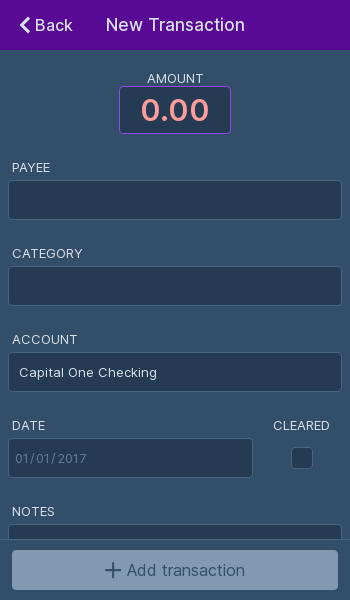 Back New Transaction
AMOUNT
0.00
PAYEE
CATEGORY
ACCOUNT
Capital One Checking
DATE CLEARED
01/01/2017
NOTES
Add transaction